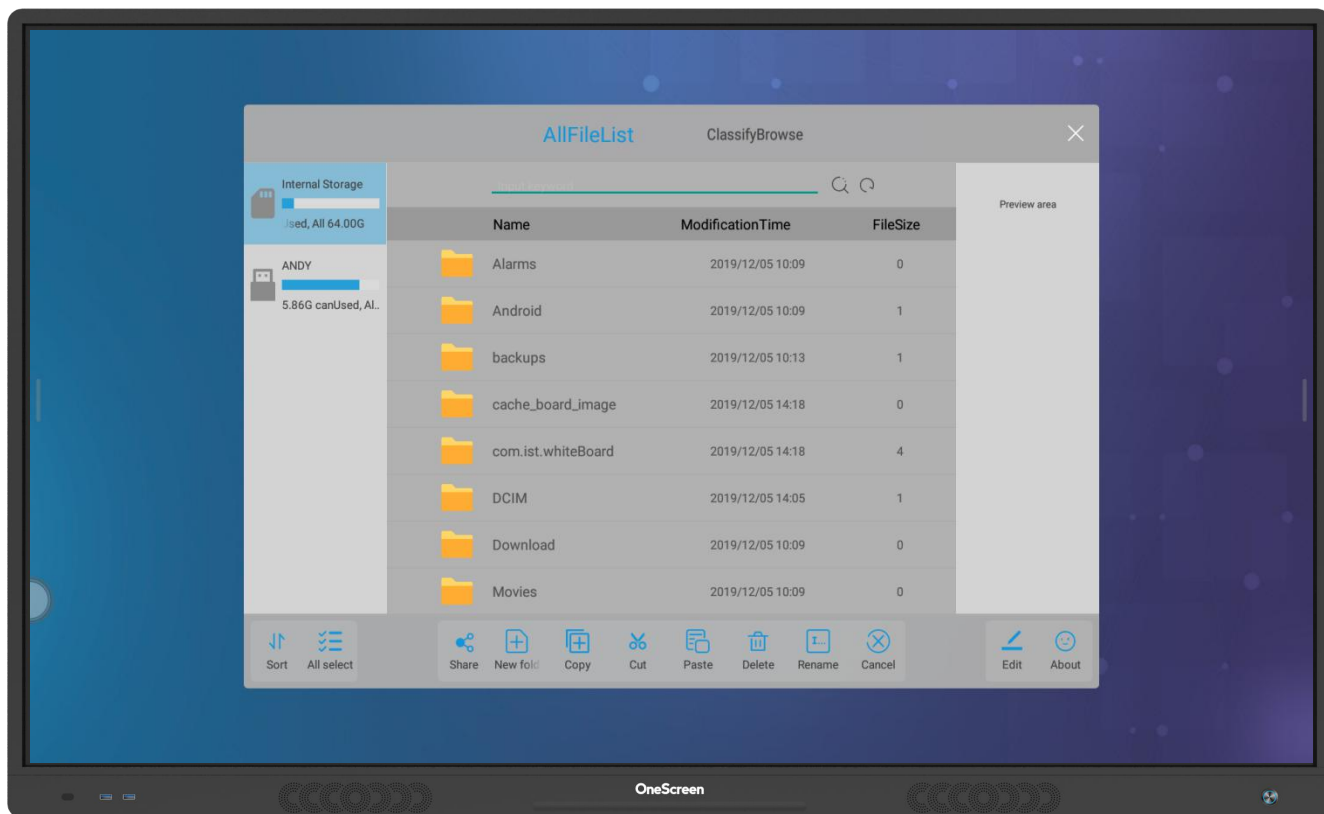 AllFileList ClassifyBrowse
Internal Storage
Used, All 64.00G
ANDY
5.86G canUsed, Al..
Input keyword
Name ModificationTime FileSize
Alarms 2019/12/05 10:09 0
Android 2019/12/05 10:09 1
backups 2019/12/05 10:13 1
cache_board_image 2019/12/05 14:18 0
com.ist.whiteBoard 2019/12/05 14:18 4
DCIM 2019/12/05 14:05 1
Download 2019/12/05 10:09 0
Movies 2019/12/05 10:09 0
Preview area
Sort All select Share New fold Copy Cut Paste Delete Rename Cancel Edit About
OneScreen